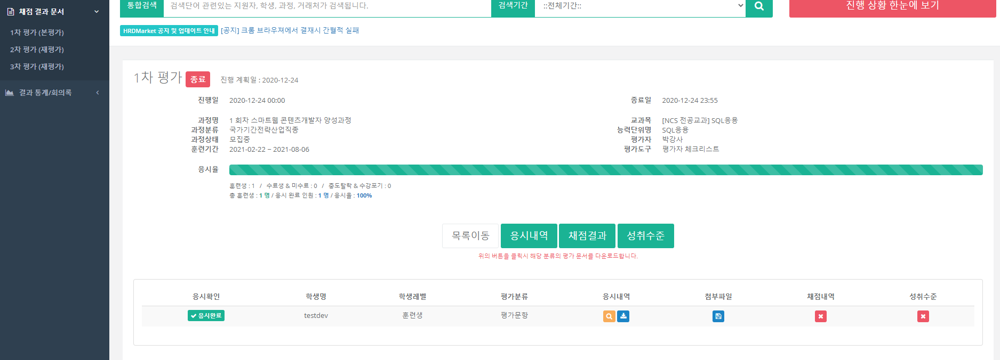 채점 결과 문서
1차 평가 (본평가)
2차 평가 (재평가)
3차 평가 (재평가)
결과 통계/회의록
통합검색 검색단어 관련있는 지원자, 학생, 과정, 거래처가 검색됩니다. 검색기간 ::전체기간::
진행 상황 한눈에 보기
HRDMarket 공지 및 업데이트 안내 [공지] 크롬 브라우져에서 결재시 간헐적 실패
1차 평가 종료 진행 계획일 : 2020-12-24
진행일 2020-12-24 00:00 종료일 2020-12-24 23:55
과정명 1 회차 스마트웹 콘텐츠개발자 양성과정 교과목 [NCS 전공교과] SQL응용
과정분류 국가기간전략산업직종 능력단위명 SQL응용
과정상태 모집중 평가자 박강사
훈련기간 2021-02-22 ~ 2021-08-06 평가도구 평가자 체크리스트
응시율
훈련생 : 1 / 수료생 & 미수료 : 0 / 중도탈락 & 수강포기 : 0
총 훈련생 : 1 명 / 응시 완료 인원 : 1 명 / 응시율 : 100%
목록이동 응시내역 채점결과 성취수준
위의 버튼을 클릭시 해당 분류의 평가 문서를 다운로드합니다.
응시확인 학생명 학생레벨 평가분류 응시내역 첨부파일 채점내역 성취수준
응시완료 testdev 훈련생 평가문항